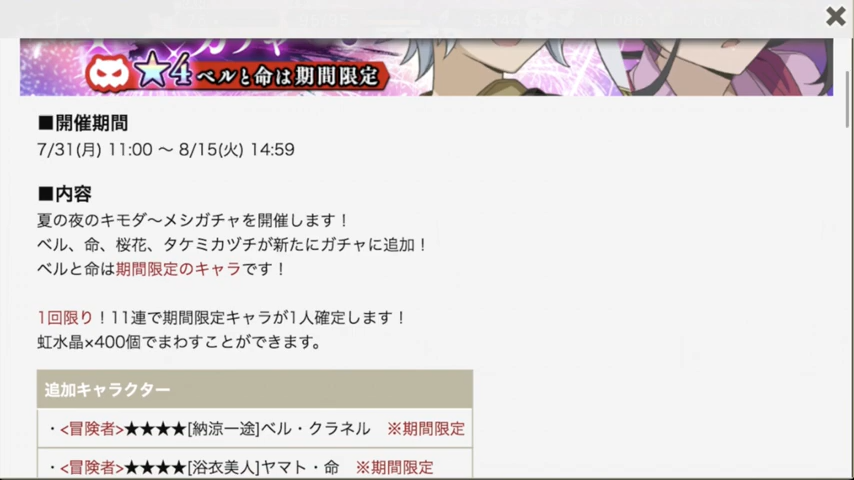 ガチャ
★4ベルと命は期間限定
■開催期間
7/31(月) 11:00 ～ 8/15(火) 14:59
■内容
夏の夜のキモダ～メシガチャを開催します！
ベル、命、桜花、タケミカヅチが新たにガチャに追加！
ベルと命は期間限定のキャラです！
1回限り！11連で期間限定キャラが1人確定します！
虹水晶×400個でまわすことができます。
追加キャラクター
・<冒険者>★★★★[納涼一途]ベル・クラネル　※期間限定
・<冒険者>★★★★[浴衣美人]ヤマト・命　※期間限定